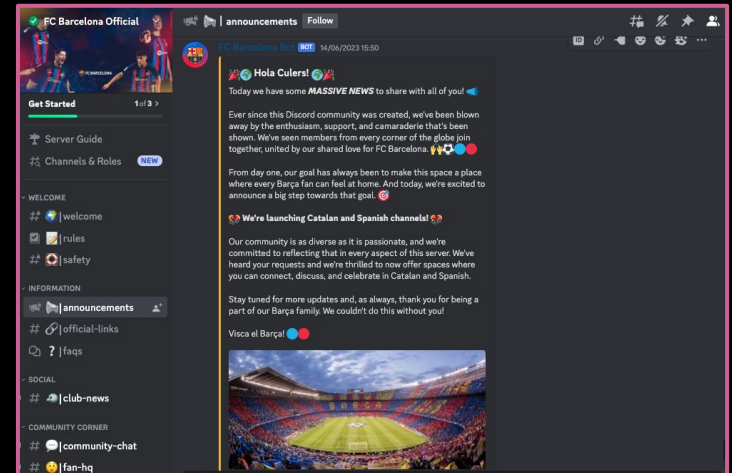 FC Barcelona Official
FC BARCELONA
Get Started
1 of 3 >
Server Guide
Channels & Roles
NEW
WELCOME
|welcome
|rules
|safety
INFORMATION
|announcements
|official-links
? |faqs
SOCIAL
|club-news
COMMUNITY CORNER
|community-chat
|fan-hq
| announcements
Follow
FC Barcelona Bot BOT 14/06/2023 15:50
ID
Hola Culers!
Today we have some MASSIVE NEWS to share with all of you!
Ever since this Discord community was created, we've been blown
away by the enthusiasm, support, and camaraderie that's been
shown. We've seen members from every corner of the globe join
together, united by our shared love for FC Barcelona.
From day one, our goal has always been to make this space a place
where every Barça fan can feel at home. And today, we're excited to
announce a big step towards that goal.
We're launching Catalan and Spanish channels!
Our community is as diverse as it is passionate, and we're
committed to reflecting that in every aspect of this server. We've
heard your requests and we're thrilled to now offer spaces where
you can connect, discuss, and celebrate in Catalan and Spanish.
Stay tuned for more updates and, as always, thank you for being a
part of our Barça family. We couldn't do this without you!
Visca el Barça!
BARÇA